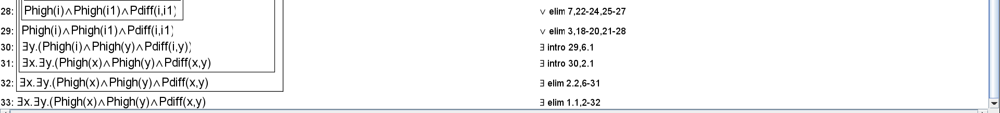 28: Phigh(i)∧Phigh(i1)∧Pdiff(i,i1) ∨ elim 7,22-24,25-27
29: Phigh(i)∧Phigh(i1)∧Pdiff(i,i1) ∨ elim 3,18-20,21-28
30: ∃y.(Phigh(i)∧Phigh(y)∧Pdiff(i,y)) ∃ intro 29,6.1
31: ∃x.∃y.(Phigh(x)∧Phigh(y)∧Pdiff(x,y) ∃ intro 30,2.1
32: ∃x.∃y.(Phigh(x)∧Phigh(y)∧Pdiff(x,y) ∃ elim 2.2,6-31
33: ∃x.∃y.(Phigh(x)∧Phigh(y)∧Pdiff(x,y) ∃ elim 1.1,2-32